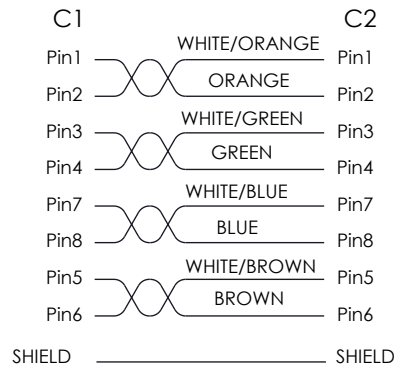 C1 C2
WHITE/ORANGE
Pin1 Pin1
ORANGE
Pin2 Pin2
WHITE/GREEN
Pin3 Pin3
GREEN
Pin4 Pin4
WHITE/BLUE
Pin7 Pin7
BLUE
Pin8 Pin8
WHITE/BROWN
Pin5 Pin5
BROWN
Pin6 Pin6
SHIELD SHIELD